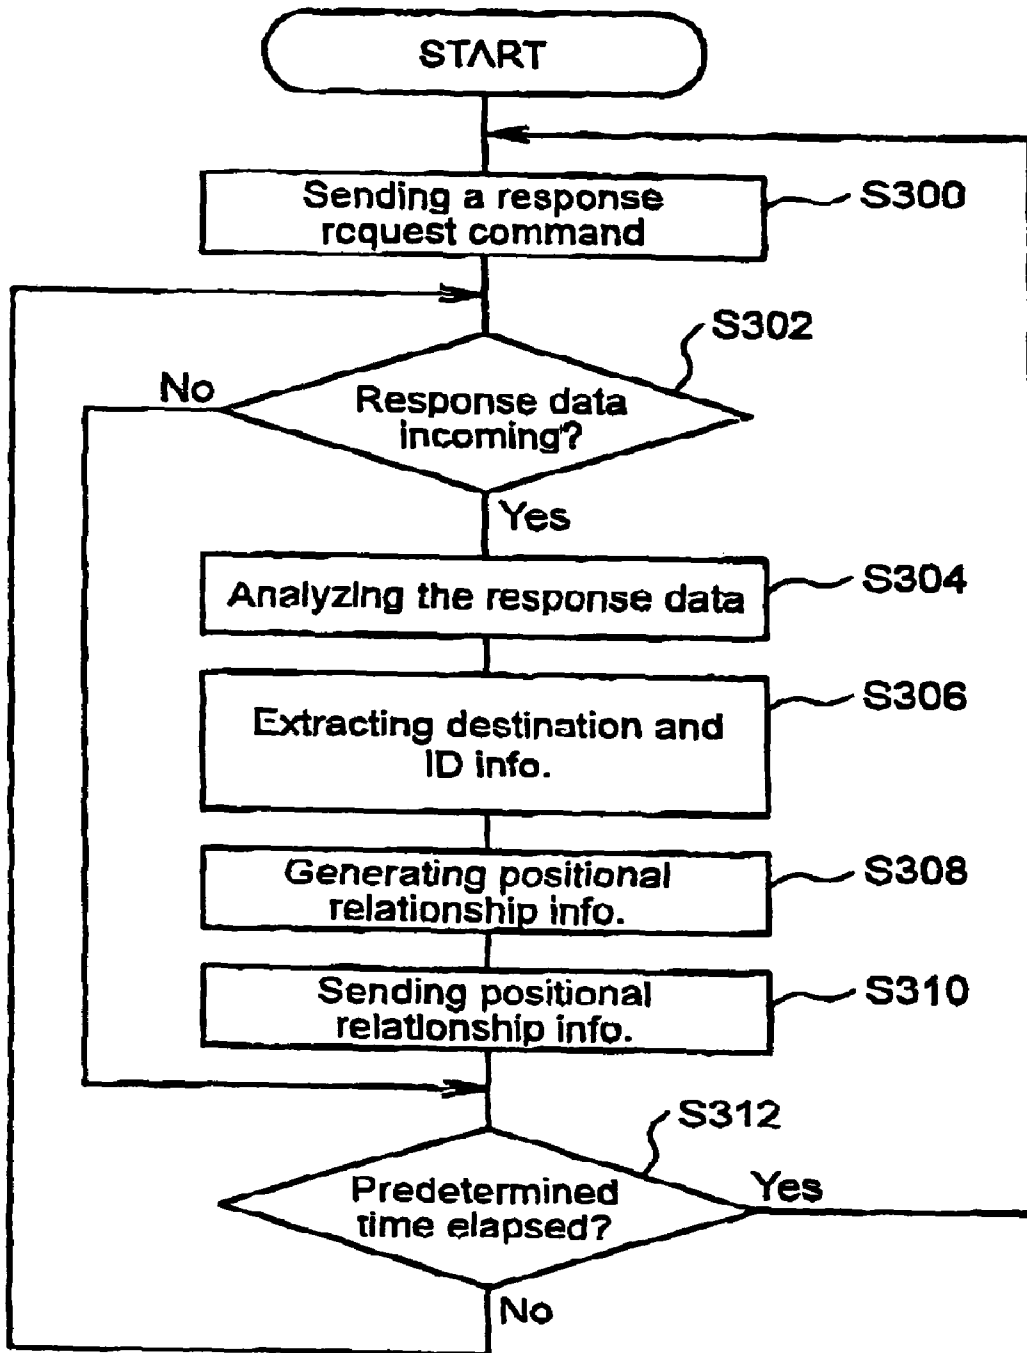 START
Sending a response
request command
S300
S302
No
Response data
incoming?
Yes
Analyzing the response data
S304
Extracting destination and
ID info.
S306
Generating positional
relationship info.
S308
Sending positional
relationship info.
S310
S312
Predetermined
time elapsed?
Yes
No